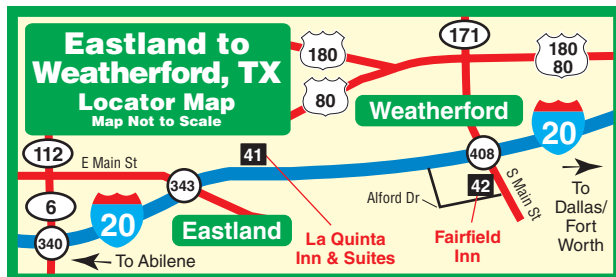 Eastland to
Weatherford, TX
Locator Map
Map Not to Scale
180
80
171
180
80
Weatherford
20
112
E Main St
41
408
343
42
S Main St
Alford Dr
6
20
Eastland
La Quinta
Inn & Suites
Fairfield
Inn
To
Dallas/
Fort
Worth
340
To Abilene